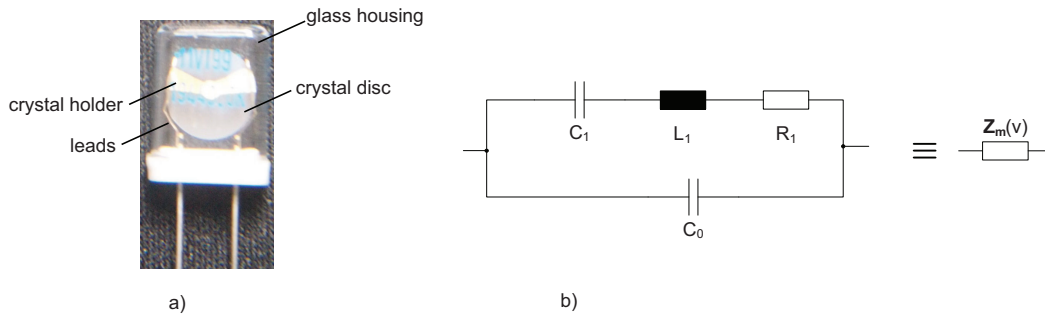 glass housing
crystal holder
crystal disc
leads
a)
C₁
L₁
R₁
C₀
Zₘ(v)
b)